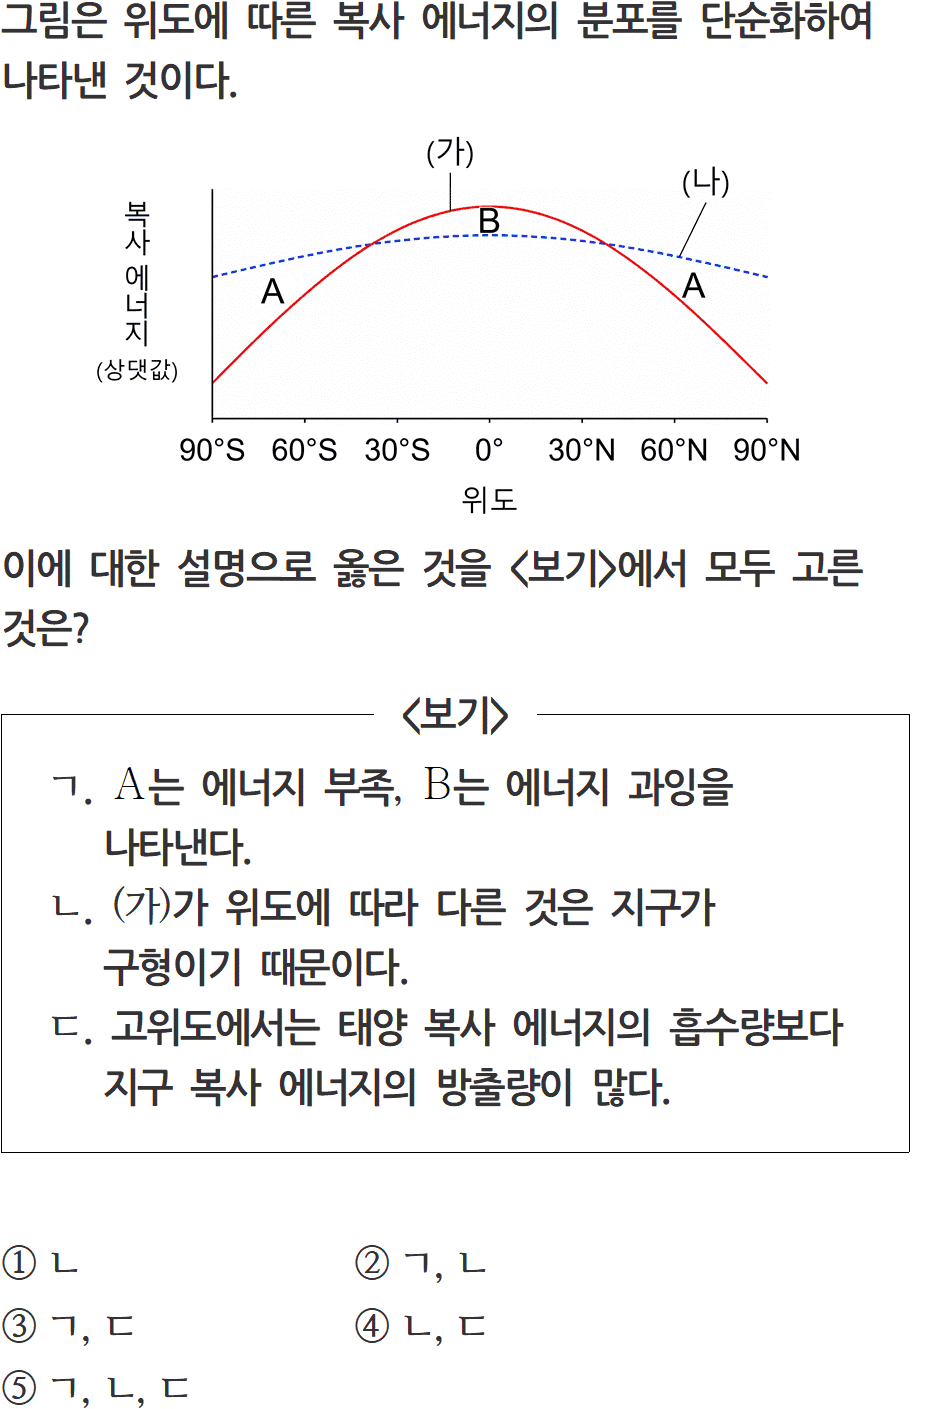 그림은 위도에 따른 복사 에너지의 분포를 단순화하여
나타낸 것이다.
(가)
(나)
복사 에너지
(상댓값)
B
A
A
90°S 60°S 30°S 0° 30°N 60°N 90°N
위도
이에 대한 설명으로 옳은 것을 <보기>에서 모두 고른
것은?
<보기>
ㄱ. A는 에너지 부족, B는 에너지 과잉을
나타낸다.
ㄴ. (가)가 위도에 따라 다른 것은 지구가
구형이기 때문이다.
ㄷ. 고위도에서는 태양 복사 에너지의 흡수량보다
지구 복사 에너지의 방출량이 많다.
① ㄴ ② ㄱ, ㄴ
③ ㄱ, ㄷ ④ ㄴ, ㄷ
⑤ ㄱ, ㄴ, ㄷ